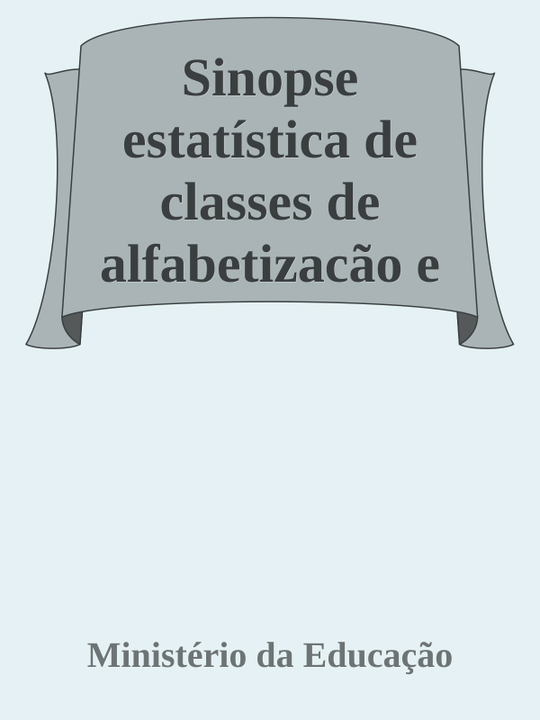 Sinopse
estatística de
classes de
alfabetizacão e
Ministério da Educação